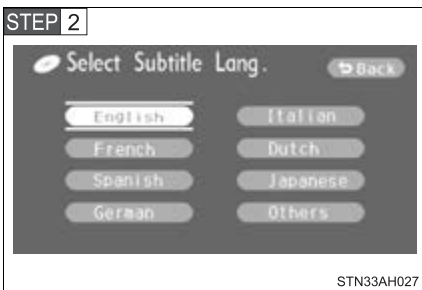 STEP 2
Select Subtitle Lang.
Back
English
Italian
French
Dutch
Spanish
Japanese
German
Others
STN33AH027